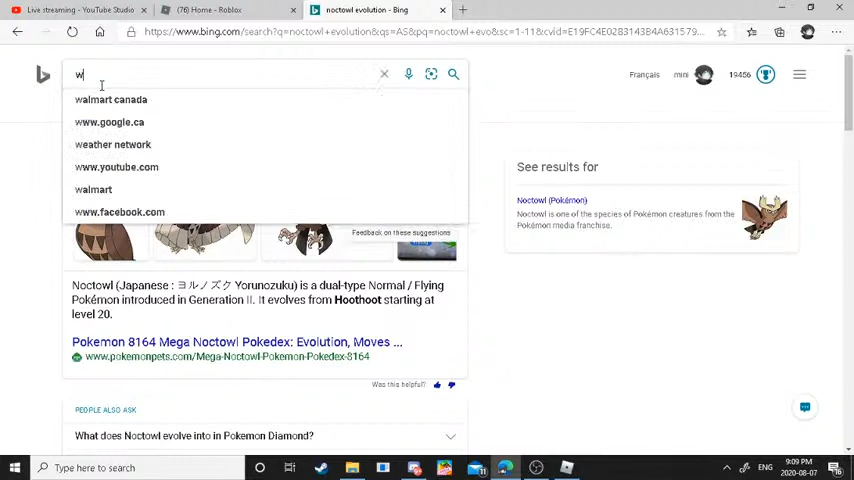 Live streaming - YouTube Studio
(76) Home - Roblox
noctowl evolution - Bing
https://www.bing.com/search?q=noctowl+evolution&qs=AS&pq=noctowl+evo&sc=1-11&cvid=E19FC4E0283143B4A631579...
w
Français
mini
19456
walmart canada
www.google.ca
weather network
www.youtube.com
walmart
www.facebook.com
Feedback on these suggestions
See results for
Noctowl (Pokémon)
Noctowl is one of the species of Pokémon creatures from the
Pokémon media franchise.
Noctowl (Japanese : ヨルノズク Yorunozuku) is a dual-type Normal / Flying
Pokémon introduced in Generation II. It evolves from Hoothoot starting at
level 20.
Pokemon 8164 Mega Noctowl Pokedex: Evolution, Moves ...
www.pokemonpets.com/Mega-Noctowl-Pokemon-Pokedex-8164
Was this helpful?
PEOPLE ALSO ASK
What does Noctowl evolve into in Pokemon Diamond?
Type here to search
11
ENG
9:09 PM
2020-08-07
16